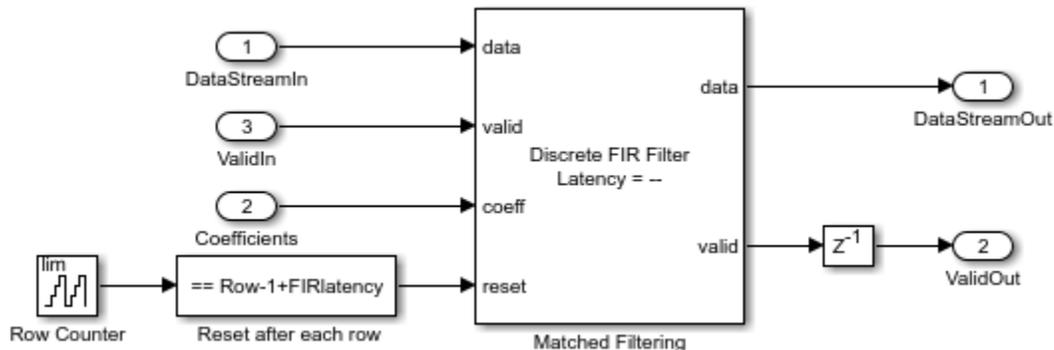 1
DataStreamIn
3
ValidIn
2
Coefficients
lim
Row Counter
== Row-1+FIRlatency
Reset after each row
data
valid
coeff
reset
Discrete FIR Filter
Latency = --
data
valid
Matched Filtering
Z⁻¹
1
DataStreamOut
2
ValidOut